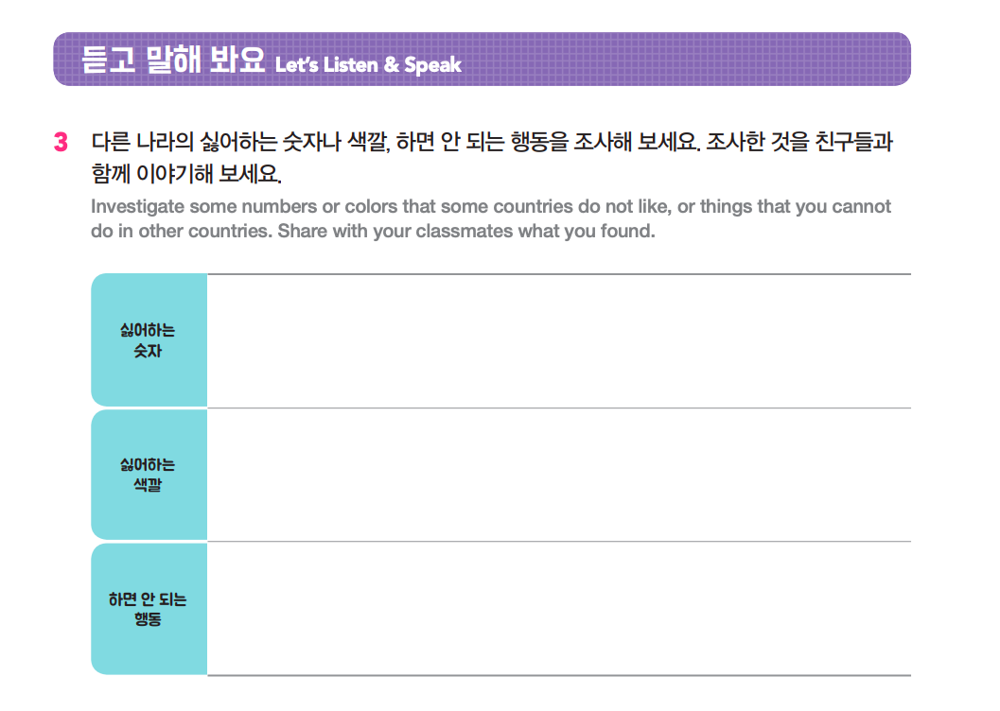 듣고 말해 봐요 Let's Listen & Speak
3 다른 나라의 싫어하는 숫자나 색깔, 하면 안 되는 행동을 조사해 보세요. 조사한 것을 친구들과
함께 이야기해 보세요.
Investigate some numbers or colors that some countries do not like, or things that you cannot
do in other countries. Share with your classmates what you found.
싫어하는
숫자
싫어하는
색깔
하면 안 되는
행동